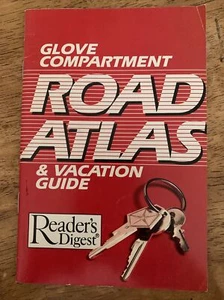 GLOVE
COMPARTMENT
ROAD
ATLAS
& VACATION
GUIDE
Reader's
Digest®